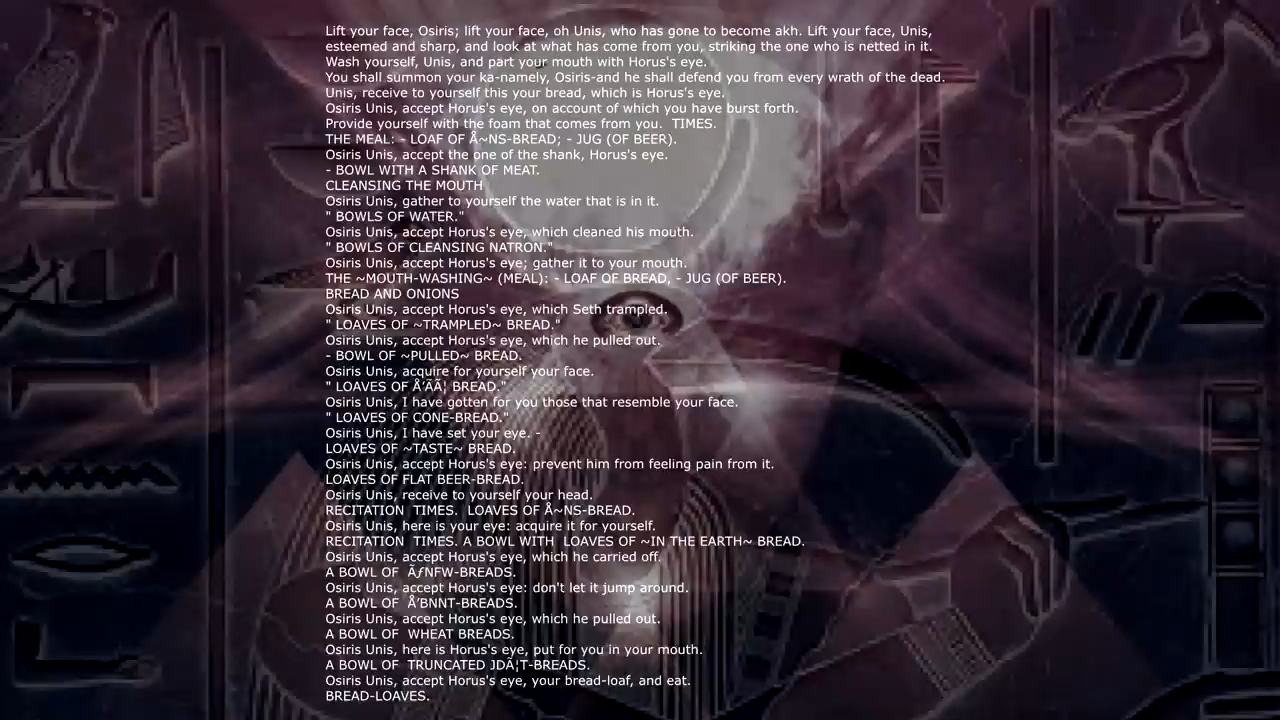 Lift your face, Osiris; lift your face, oh Unis, who has gone to become akh. Lift your face, Unis,
esteemed and sharp, and look at what has come from you, striking the one who is netted in it.
Wash yourself, Unis, and part your mouth with Horus's eye.
You shall summon your ka-namely, Osiris-and he shall defend you from every wrath of the dead.
Unis, receive to yourself this your bread, which is Horus's eye.
Osiris Unis, accept Horus's eye, on account of which you have burst forth.
Provide yourself with the foam that comes from you.  TIMES.
THE MEAL: - LOAF OF Å~NS-BREAD; - JUG (OF BEER).
Osiris Unis, accept the one of the shank, Horus's eye.
- BOWL WITH A SHANK OF MEAT.
CLEANSING THE MOUTH
Osiris Unis, gather to yourself the water that is in it.
" BOWLS OF WATER."
Osiris Unis, accept Horus's eye, which cleaned his mouth.
" BOWLS OF CLEANSING NATRON."
Osiris Unis, accept Horus's eye; gather it to your mouth.
THE ~MOUTH-WASHING~ (MEAL): - LOAF OF BREAD, - JUG (OF BEER).
BREAD AND ONIONS
Osiris Unis, accept Horus's eye, which Seth trampled.
" LOAVES OF ~TRAMPLED~ BREAD."
Osiris Unis, accept Horus's eye, which he pulled out.
- BOWL OF ~PULLED~ BREAD.
Osiris Unis, acquire for yourself your face.
" LOAVES OF Å'ÃÃ¦ BREAD."
Osiris Unis, I have gotten for you those that resemble your face.
" LOAVES OF CONE-BREAD."
Osiris Unis, I have set your eye. -
LOAVES OF ~TASTE~ BREAD.
Osiris Unis, accept Horus's eye: prevent him from feeling pain from it.
LOAVES OF FLAT BEER-BREAD.
Osiris Unis, receive to yourself your head.
RECITATION  TIMES.  LOAVES OF Å~NS-BREAD.
Osiris Unis, here is your eye: acquire it for yourself.
RECITATION  TIMES. A BOWL WITH  LOAVES OF ~IN THE EARTH~ BREAD.
Osiris Unis, accept Horus's eye, which he carried off.
A BOWL OF  ÃƒNFW-BREADS.
Osiris Unis, accept Horus's eye: don't let it jump around.
A BOWL OF  Å'BNNT-BREADS.
Osiris Unis, accept Horus's eye, which he pulled out.
A BOWL OF  WHEAT BREADS.
Osiris Unis, here is Horus's eye, put for you in your mouth.
A BOWL OF  TRUNCATED JDÃ¦T-BREADS.
Osiris Unis, accept Horus's eye, your bread-loaf, and eat.
BREAD-LOAVES.